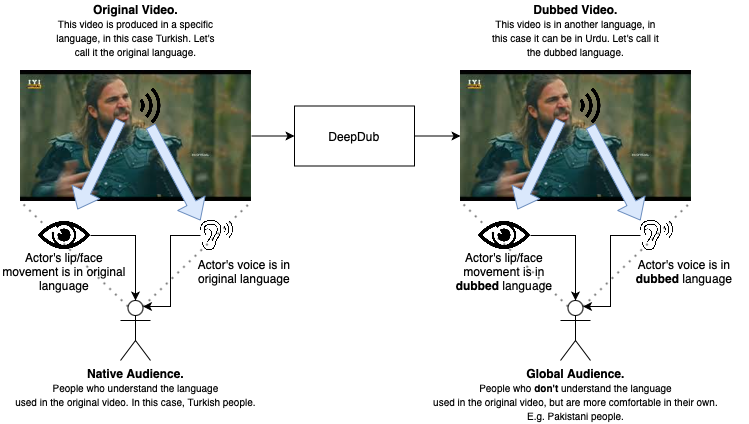 Original Video.
This video is produced in a specific
language, in this case Turkish. Let's
call it the original language.
Dubbed Video.
This video is in another language, in
this case it can be in Urdu. Let's call it
the dubbed language.
DeepDub
Actor's lip/face
movement is in original
language
Actor's voice is in
original language
Actor's lip/face
movement is in
dubbed language
Actor's voice is in
dubbed language
Native Audience.
People who understand the language
used in the original video. In this case, Turkish people.
Global Audience.
People who don't understand the language
used in the original video, but are more comfortable in their own.
E.g. Pakistani people.